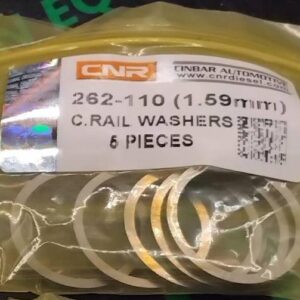 CNR
CINBAR AUTOMOTIVE
www.cnrdiesel.com
262-110 (1.59mm)
C.RAIL WASHERS
5 PIECES